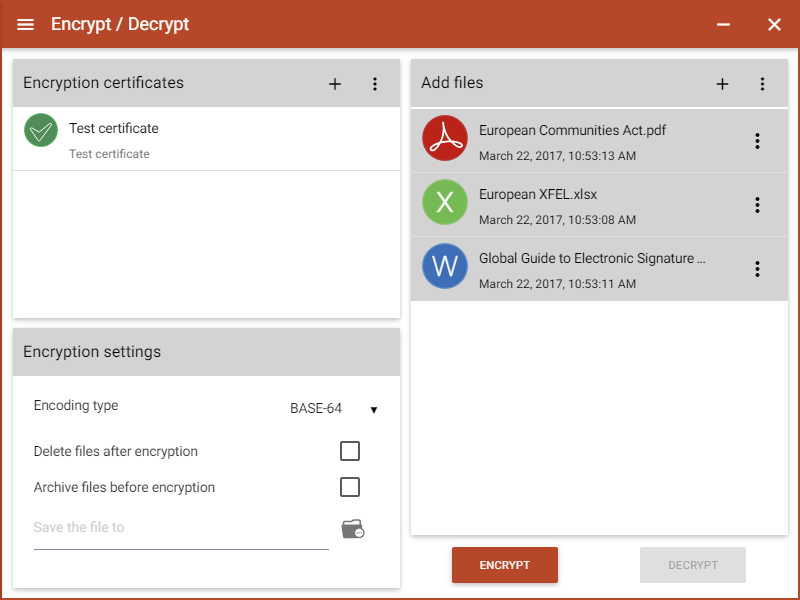 Encrypt / Decrypt
Encryption certificates
Test certificate
Test certificate
Encryption settings
Encoding type
BASE-64
Delete files after encryption
Archive files before encryption
Save the file to
Add files
European Communities Act.pdf
March 22, 2017, 10:53:13 AM
X
European XFEL.xlsx
March 22, 2017, 10:53:08 AM
W
Global Guide to Electronic Signature ...
March 22, 2017, 10:53:11 AM
ENCRYPT
DECRYPT